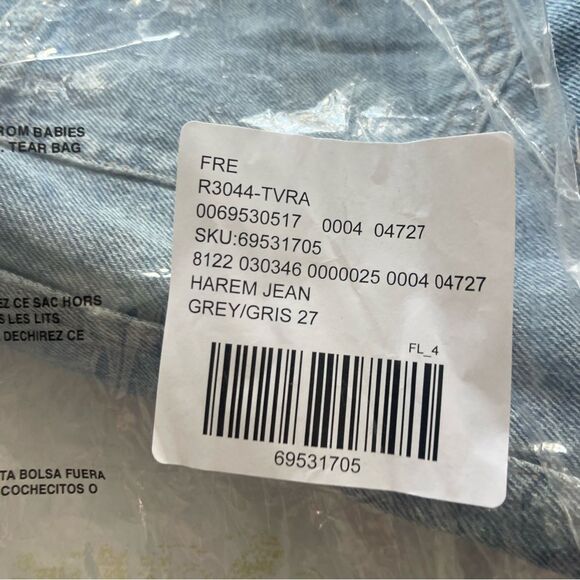 ROM BABIES
. TEAR BAG
FRE
R3044-TVRA
0069530517 0004 04727
SKU:69531705
8122 030346 0000025 0004 04727
HAREM JEAN
GREY/GRIS 27
FL_4
69531705
EZ CE SAC HORS
S LES LITS
DECHIREZ CE
TA BOLSA FUERA
COCHECITOS O